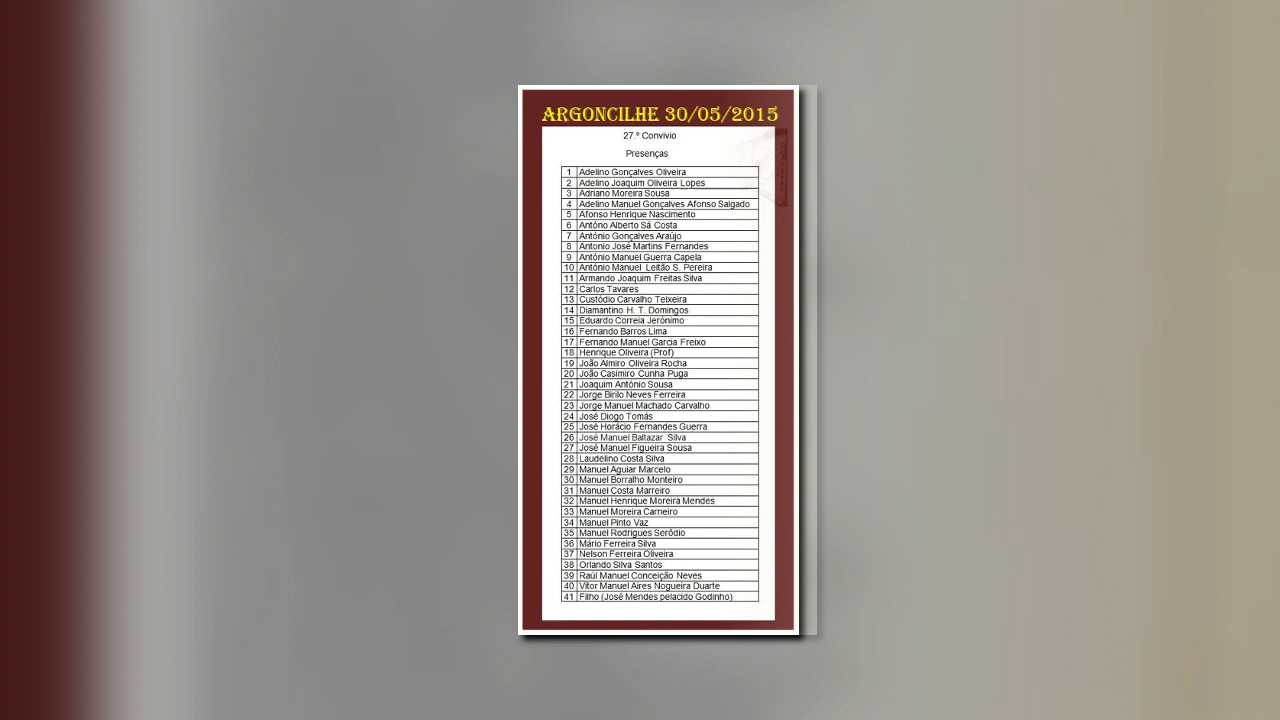 ARGONCILHE 30/05/2015
27.º Convivio
Presenças
1 Adelino Gonçalves Oliveira
2 Adelino Joaquim Oliveira Lopes
3 Adriano Moreira Sousa
4 Adelino Manuel Gonçalves Afonso Salgado
5 Afonso Henrique Nascimento
6 Antóno Alberto Sá Costa
7 António Gonçalves Araújo
8 Antonio José Martins Fernandes
9 António Manuel Guerra Capela
10 António Manuel Leitão S. Pereira
11 Armando Joaquim Freitas Silva
12 Carlos Tavares
13 Custódio Carvalho Teixeira
14 Diamantino H. T. Domingos
15 Eduardo Correia Jerónimo
16 Fernando Barros Lima
17 Fernando Manuel Garcia Freixo
18 Henrique Oliveira (Prof)
19 João Almiro Oliveira Rocha
20 João Casimiro Cunha Puga
21 Joaquim António Sousa
22 Jorge Birilo Neves Ferreira
23 Jorge Manuel Machado Carvalho
24 José Diogo Tomás
25 José Horácio Fernandes Guerra
26 José Manuel Baltazar Silva
27 José Manuel Figueira Sousa
28 Laudelino Costa Silva
29 Manuel Aguiar Marcelo
30 Manuel Borralho Monteiro
31 Manuel Costa Marreiro
32 Manuel Henrique Moreira Mendes
33 Manuel Moreira Carneiro
34 Manuel Pinto Vaz
35 Manuel Rodrigues Serôdio
36 Mário Ferreira Silva
37 Nelson Ferreira Oliveira
38 Orlando Silva Santos
39 Raúl Manuel Conceição Neves
40 Vitor Manuel Aires Nogueira Duarte
41 Filho (José Mendes pelacido Godinho)